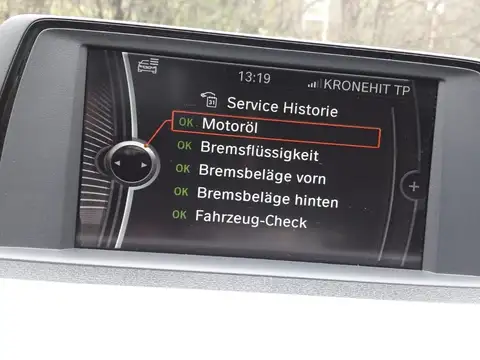 13:19 KRONEHIT TP
31 Service Historie
OK Motoröl
OK Bremsflüssigkeit
OK Bremsbeläge vorn
OK Bremsbeläge hinten
OK Fahrzeug-Check